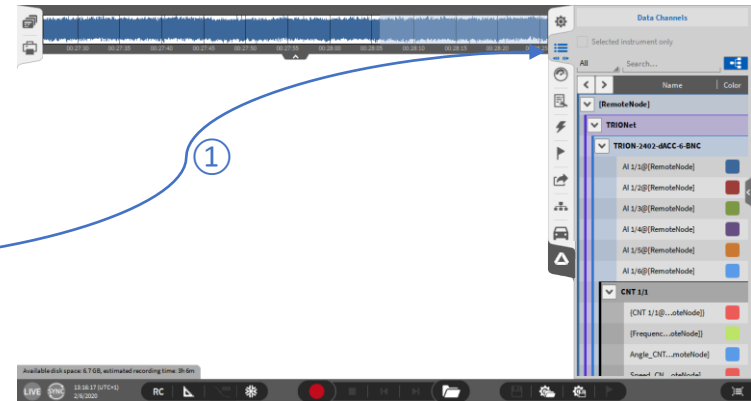 Data Channels
Selected instrument only
All
Search...
Name
Color
00:27:30 00:27:35 00:27:40 00:27:45 00:27:50 00:27:55 00:28:00 00:28:05 00:28:10 00:28:15 00:28:20
[RemoteNode]
TRIONet
TRION-2402-dACC-6-BNC
AI 1/1@[RemoteNode]
AI 1/2@[RemoteNode]
AI 1/3@[RemoteNode]
AI 1/4@[RemoteNode]
AI 1/5@[RemoteNode]
AI 1/6@[RemoteNode]
CNT 1/1
{CNT 1/1@...oteNode]}
{Frequenc...oteNode]}
Angle_CNT...moteNode]
Speed_CN...oteNode]
1
Available disk space: 6.7 GB, estimated recording time: 3h 6m
LIVE
SYNC
13:16:17 (UTC+1)
2/6/2020
RC